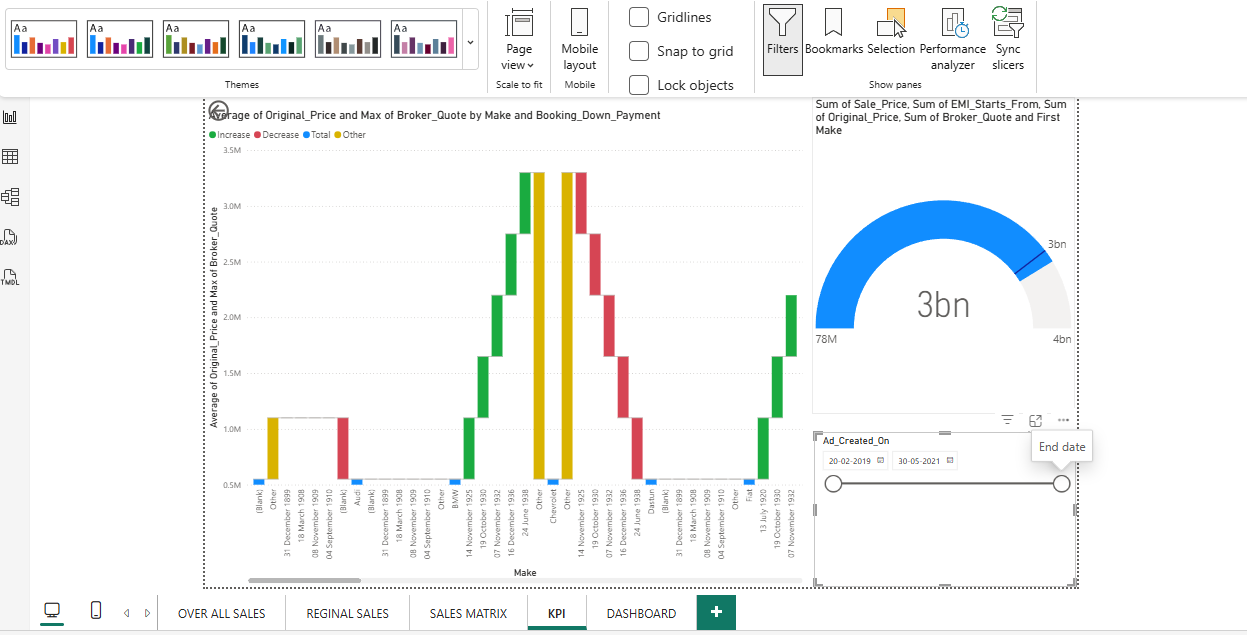 Aa Aa Aa Aa Aa Aa
Page view
Mobile layout
Gridlines
Snap to grid
Lock objects
Filters
Bookmarks
Selection
Performance analyzer
Sync slicers
Themes
Scale to fit
Mobile
Show panes
DAX
TMDL
Average of Original_Price and Max of Broker_Quote by Make and Booking_Down_Payment
Increase Decrease Total Other
Average of Original_Price and Max of Broker_Quote
3.5M
3.0M
2.5M
2.0M
1.5M
1.0M
0.5M
(Blank)
Other
31 December 1899
18 March 1908
08 November 1909
04 September 1910
(Blank)
Audi
(Blank)
31 December 1899
18 March 1908
08 November 1909
04 September 1910
Other
BMW
14 November 1925
19 October 1930
07 November 1932
16 December 1936
24 June 1938
Other
Chevrolet
Other
14 November 1925
19 October 1930
07 November 1932
16 December 1936
24 June 1938
Dastun
(Blank)
31 December 1899
18 March 1908
08 November 1909
04 September 1910
Other
Fiat
13 July 1920
19 October 1930
07 November 1932
Make
Sum of Sale_Price, Sum of EMI_Starts_From, Sum
of Original_Price, Sum of Broker_Quote and First
Make
3bn
3bn
78M
4bn
Ad_Created_On
20-02-2019
30-05-2021
End date
OVER ALL SALES
REGINAL SALES
SALES MATRIX
KPI
DASHBOARD
+